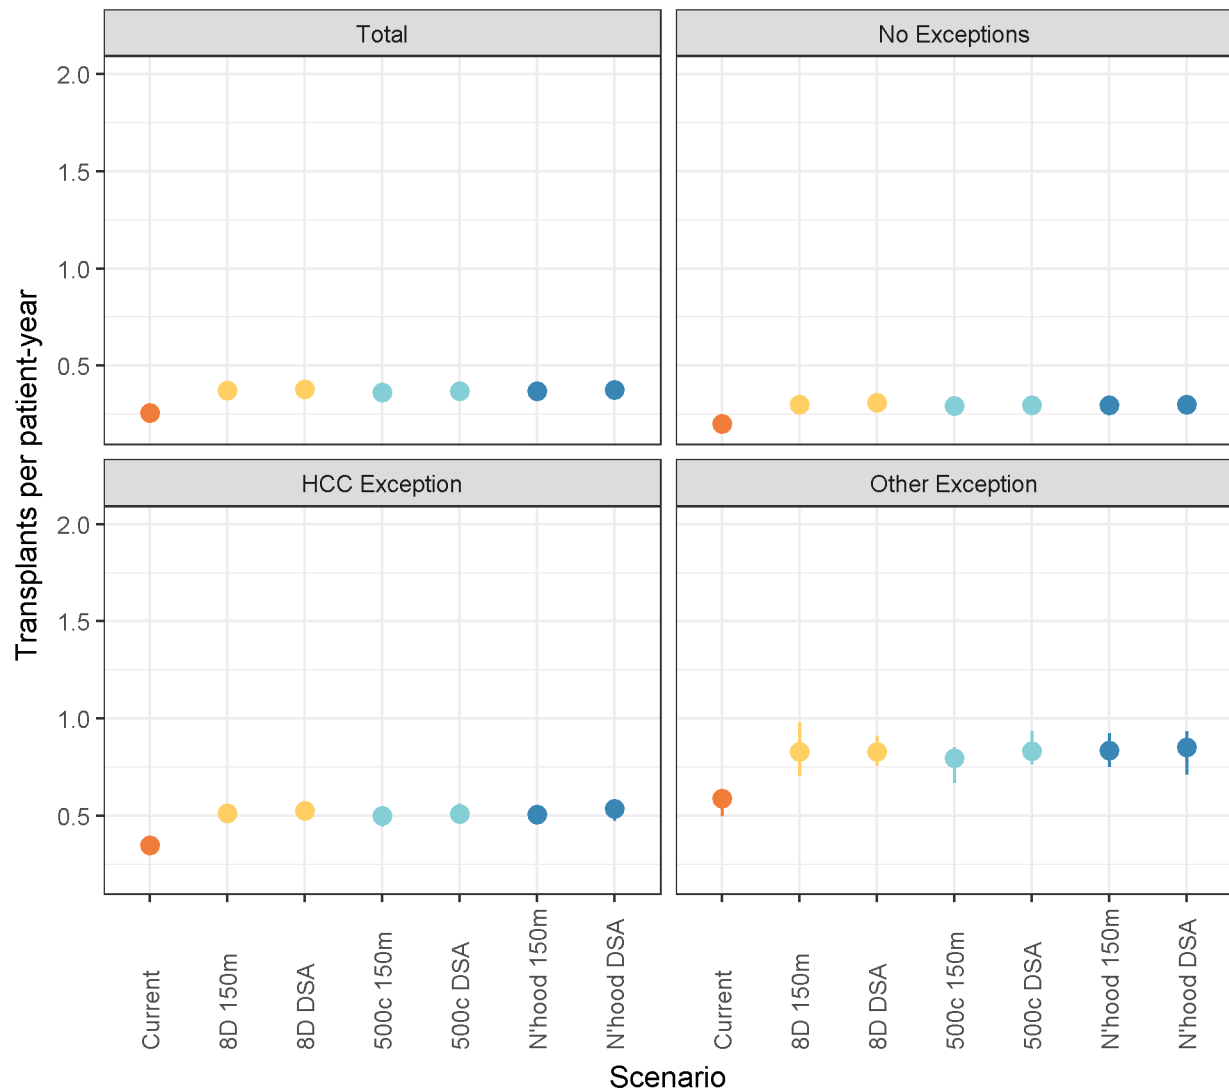 Total
No Exceptions
2.0
1.5
1.0
0.5
HCC Exception
Other Exception
2.0
1.5
1.0
0.5
Transplants per patient-year
Current
8D 150m
8D DSA
500c 150m
500c DSA
N'hood 150m
N'hood DSA
Current
8D 150m
8D DSA
500c 150m
500c DSA
N'hood 150m
N'hood DSA
Scenario